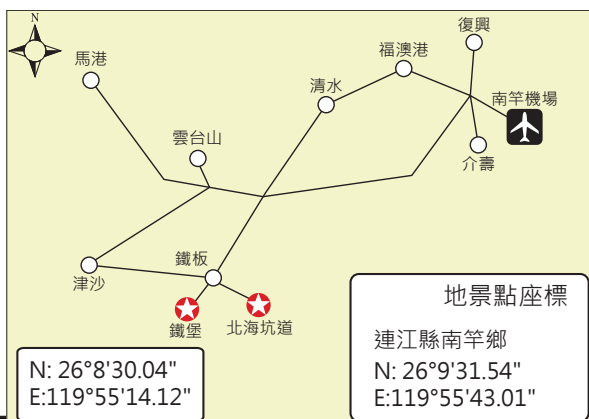 N
馬港
復興
福澳港
清水
南竿機場
雲台山
介壽
鐵板
津沙
鐵堡
北海坑道
N: 26°8'30.04"
E:119°55'14.12"
地景點座標
連江縣南竿鄉
N: 26°9'31.54"
E:119°55'43.01"